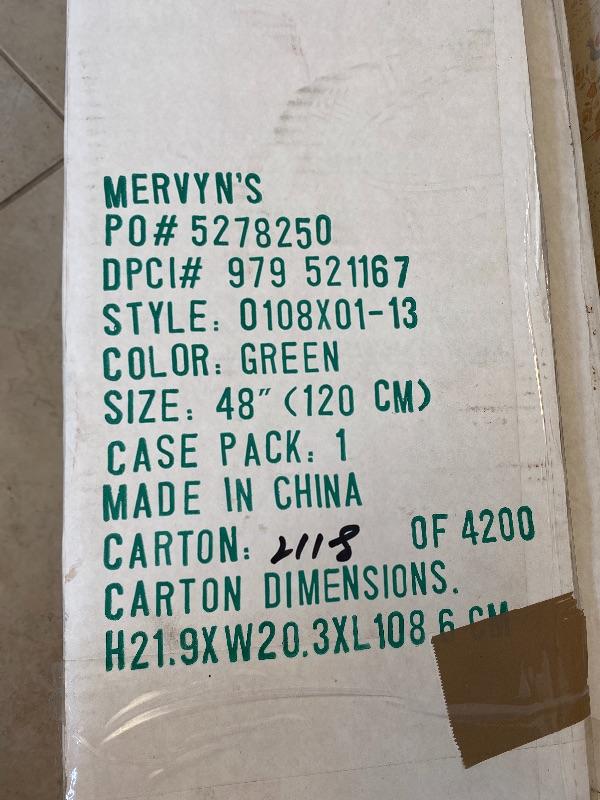 MERVYN'S
PO# 5278250
DPCI# 979 521167
STYLE: 0108X01-13
COLOR: GREEN
SIZE: 48" (120 CM)
CASE PACK: 1
MADE IN CHINA
CARTON: 2118 OF 4200
CARTON DIMENSIONS.
H21.9XW20.3XL108.6 CM